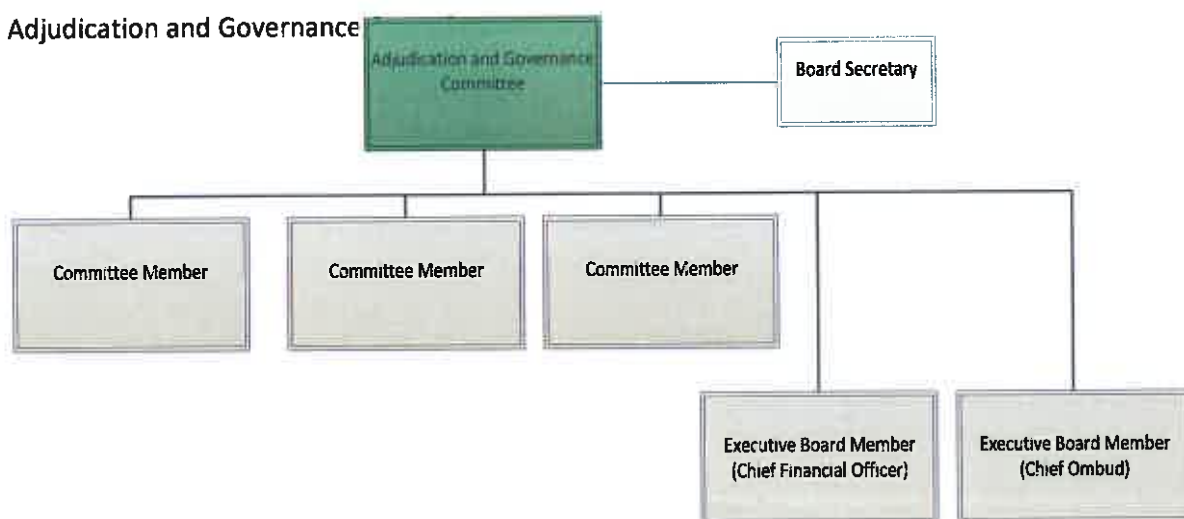 Adjudication and Governance
Adjudication and Governance
Committee
Board Secretary
Committee Member
Committee Member
Committee Member
Executive Board Member
(Chief Financial Officer)
Executive Board Member
(Chief Ombud)